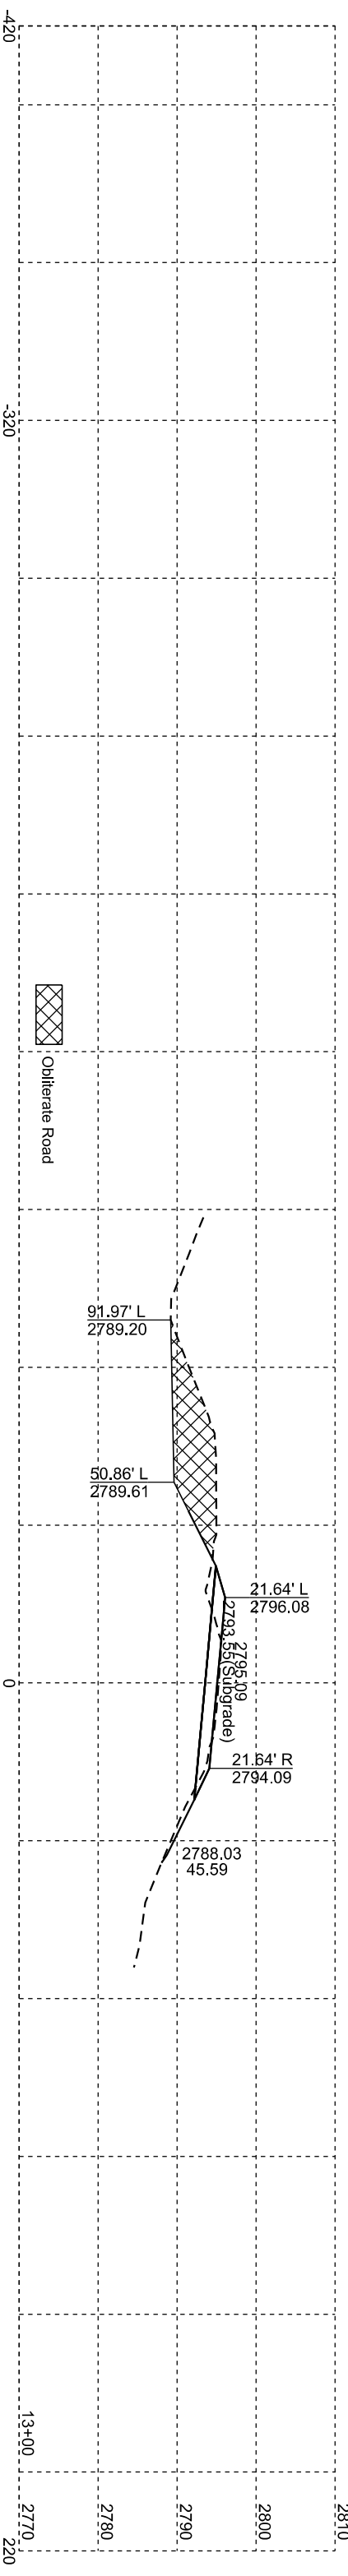 -420
-320
Obliterate Road
91.97' L
2789.20
50.86' L
2789.61
21.64' L
2796.08
2795.09
2793.55(Subgrade)
0
21.64' R
2794.09
2788.03
45.59
13+00
2770
2780
2790
2800
2810
220